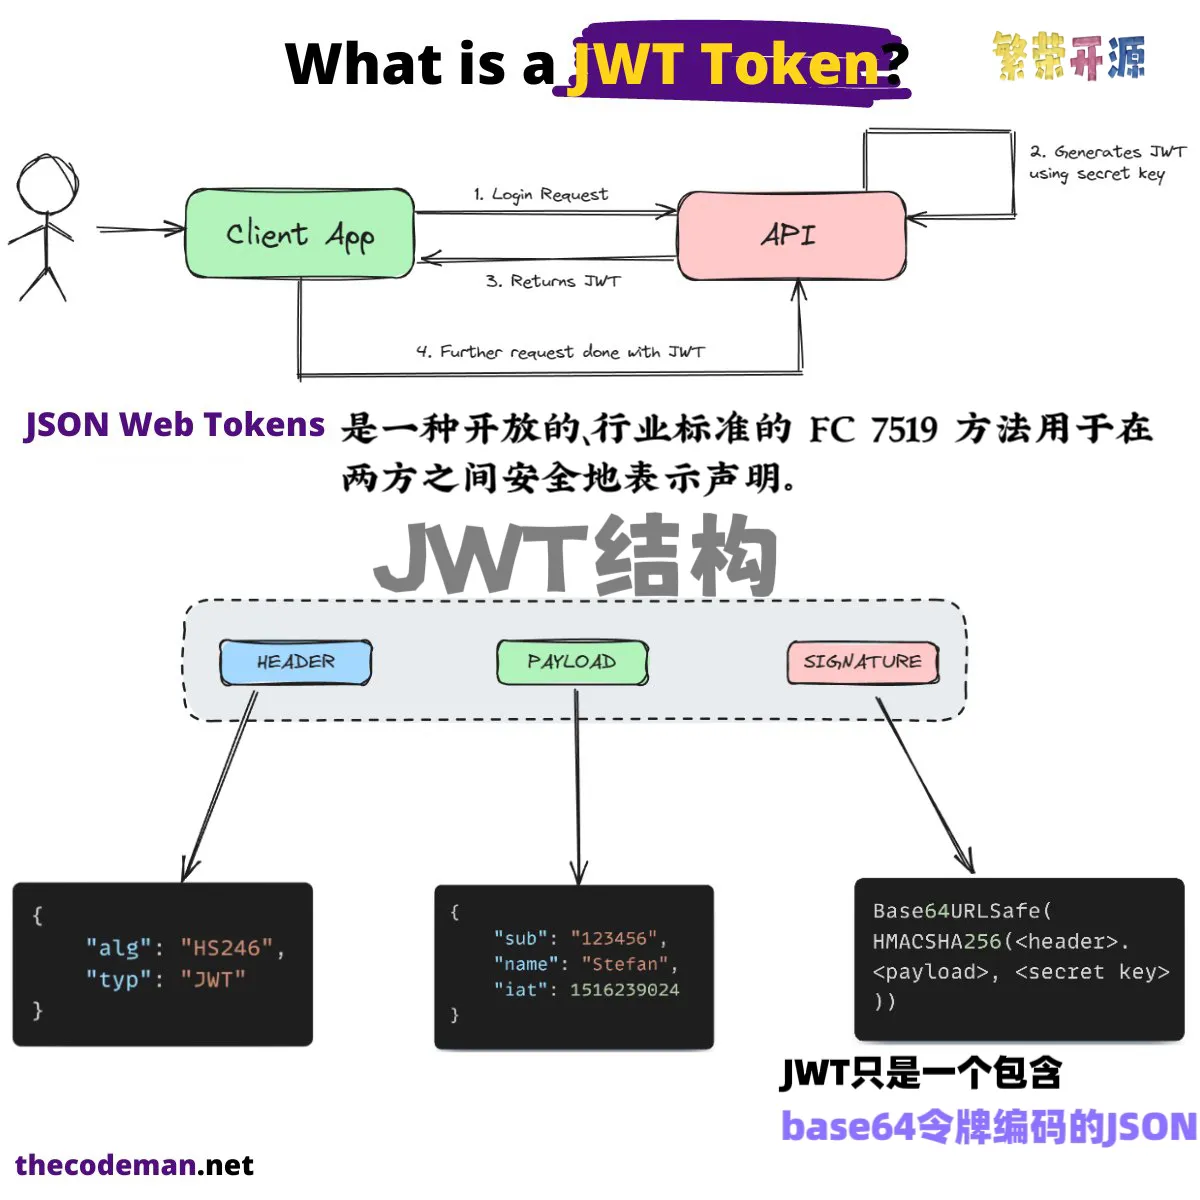 What is a JWT Token?
繁荣开源
2. Generates JWT
using secret key
1. Login Request
Client App
API
3. Returns JWT
4. Further request done with JWT
JSON Web Tokens 是一种开放的、行业标准的 FC 7519 方法用于在
两方之间安全地表示声明。
JWT结构
HEADER
PAYLOAD
SIGNATURE
{
"alg": "HS246",
"typ": "JWT"
}
{
"sub": "123456",
"name": "Stefan",
"iat": 1516239024
}
Base64URLSafe(
HMACSHA256(<header>.
<payload>, <secret key>
))
JWT只是一个包含
base64令牌编码的JSON
thecodeman.net